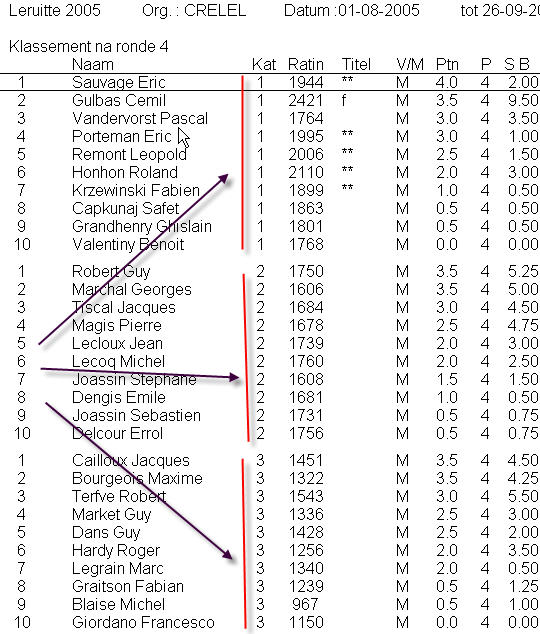 Leruitte 2005 Org. : CRELEL Datum :01-08-2005 tot 26-09-20
Klassement na ronde 4
Naam Kat Ratin Titel V/M Ptn P S B
1 Sauvage Eric 1 1944 ** M 4.0 4 2.00
2 Gulbas Cemil 1 2421 f M 3.5 4 9.50
3 Vandervorst Pascal 1 1764 M 3.0 4 3.50
4 Porteman Eric 1 1995 ** M 3.0 4 1.00
5 Remont Leopold 1 2006 ** M 2.5 4 1.50
6 Honhon Roland 1 2110 ** M 2.0 4 3.00
7 Krzewinski Fabien 1 1899 ** M 1.0 4 0.50
8 Capkunaj Safet 1 1863 M 0.5 4 0.50
9 Grandhenry Ghislain 1 1801 M 0.5 4 0.50
10 Valentiny Benoit 1 1768 M 0.0 4 0.00
1 Robert Guy 2 1750 M 3.5 4 5.25
2 Marchal Georges 2 1606 M 3.5 4 5.00
3 Tiscal Jacques 2 1684 M 3.0 4 4.50
4 Magis Pierre 2 1678 M 2.5 4 4.75
5 Lecloux Jean 2 1739 M 2.0 4 3.00
6 Lecoq Michel 2 1760 M 2.0 4 2.50
7 Joassin Stephane 2 1608 M 1.5 4 1.50
8 Dengis Emile 2 1681 M 1.0 4 0.50
9 Joassin Sebastien 2 1731 M 0.5 4 0.75
10 Delcour Errol 2 1756 M 0.5 4 0.75
1 Cailloux Jacques 3 1451 M 3.5 4 4.50
2 Bourgeois Maxime 3 1322 M 3.5 4 4.25
3 Terfve Robert 3 1543 M 3.0 4 5.50
4 Market Guy 3 1336 M 2.5 4 3.00
5 Dans Guy 3 1428 M 2.5 4 2.00
6 Hardy Roger 3 1256 M 2.0 4 3.50
7 Legrain Marc 3 1340 M 2.0 4 0.50
8 Graitson Fabian 3 1239 M 0.5 4 1.25
9 Blaise Michel 3 967 M 0.5 4 1.00
10 Giordano Francesco 3 1150 M 0.0 4 0.00